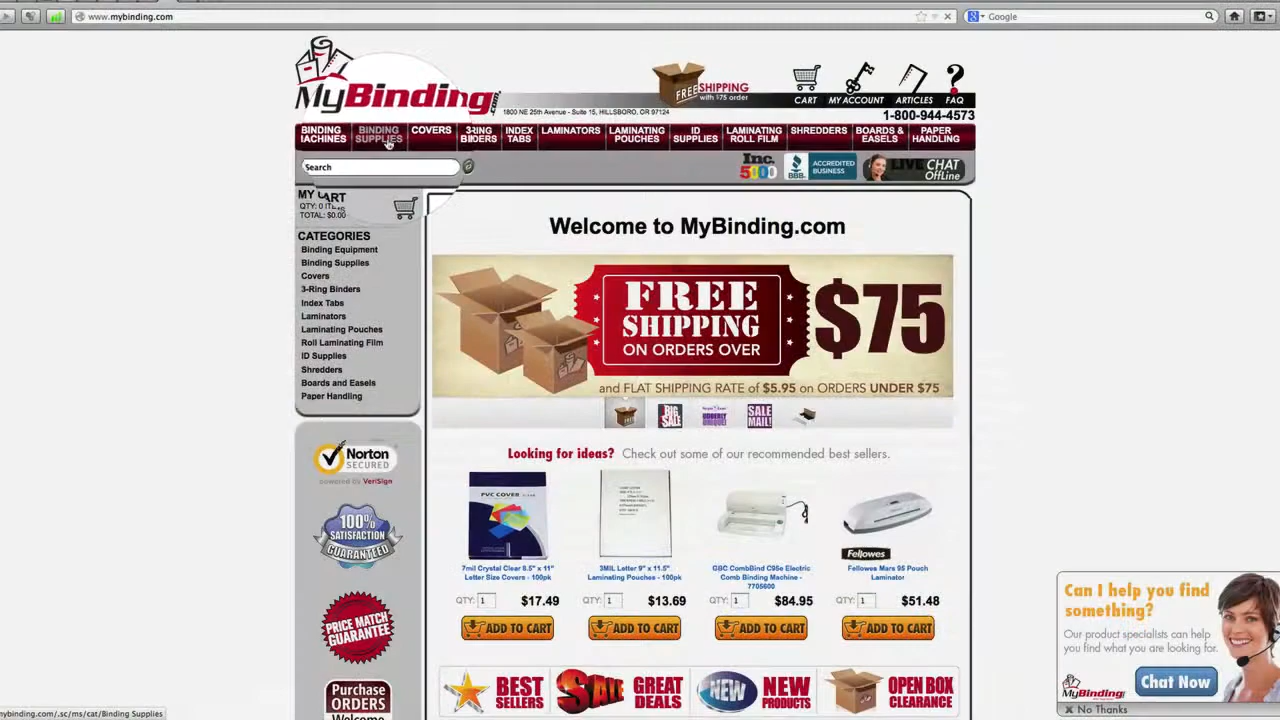 www.mybinding.com
Google
MyBinding
FREE SHIPPING
with $75 order
CART
MY ACCOUNT
ARTICLES
FAQ
1800 NE 25th Avenue - Suite 15, HILLSBORO, OR 97124
1-800-944-4573
BINDING MACHINES
BINDING SUPPLIES
COVERS
3-RING BINDERS
INDEX TABS
LAMINATORS
LAMINATING POUCHES
ID SUPPLIES
LAMINATING ROLL FILM
SHREDDERS
BOARDS & EASELS
PAPER HANDLING
Search
Inc. 5000
BBB
ACCREDITED BUSINESS
LIVE CHAT
OffLine
MY CART
QTY: 0 ITEMS
TOTAL: $0.00
CATEGORIES
Binding Equipment
Binding Supplies
Covers
3-Ring Binders
Index Tabs
Laminators
Laminating Pouches
Roll Laminating Film
ID Supplies
Shredders
Boards and Easels
Paper Handling
Norton
SECURED
powered by VeriSign
100%
SATISFACTION
GUARANTEED
PRICE MATCH
GUARANTEE
Purchase
ORDERS
Welcome
Welcome to MyBinding.com
FREE
SHIPPING
ON ORDERS OVER
$75
and FLAT SHIPPING RATE of $5.95 on ORDERS UNDER $75
BIG SALE
SALE MAIL!
Looking for ideas? Check out some of our recommended best sellers.
PVC COVER
7mil Crystal Clear 8.5" x 11"
Letter Size Covers - 100pk
QTY: 1 $17.49
ADD TO CART
3MIL Letter 9" x 11.5"
Laminating Pouches - 100pk
QTY: 1 $13.69
ADD TO CART
GBC CombBind C95e Electric
Comb Binding Machine -
7705600
QTY: 1 $84.95
ADD TO CART
Fellowes
Fellowes Mars 95 Pouch
Laminator
QTY: 1 $51.48
ADD TO CART
BEST SELLERS
SALE
GREAT DEALS
NEW
NEW PRODUCTS
OPEN BOX CLEARANCE
Can I help you find
something?
Our product specialists can help
you find what you are looking for.
MyBinding
Chat Now
No Thanks
mybinding.com/.sc/ms/cat/Binding Supplies